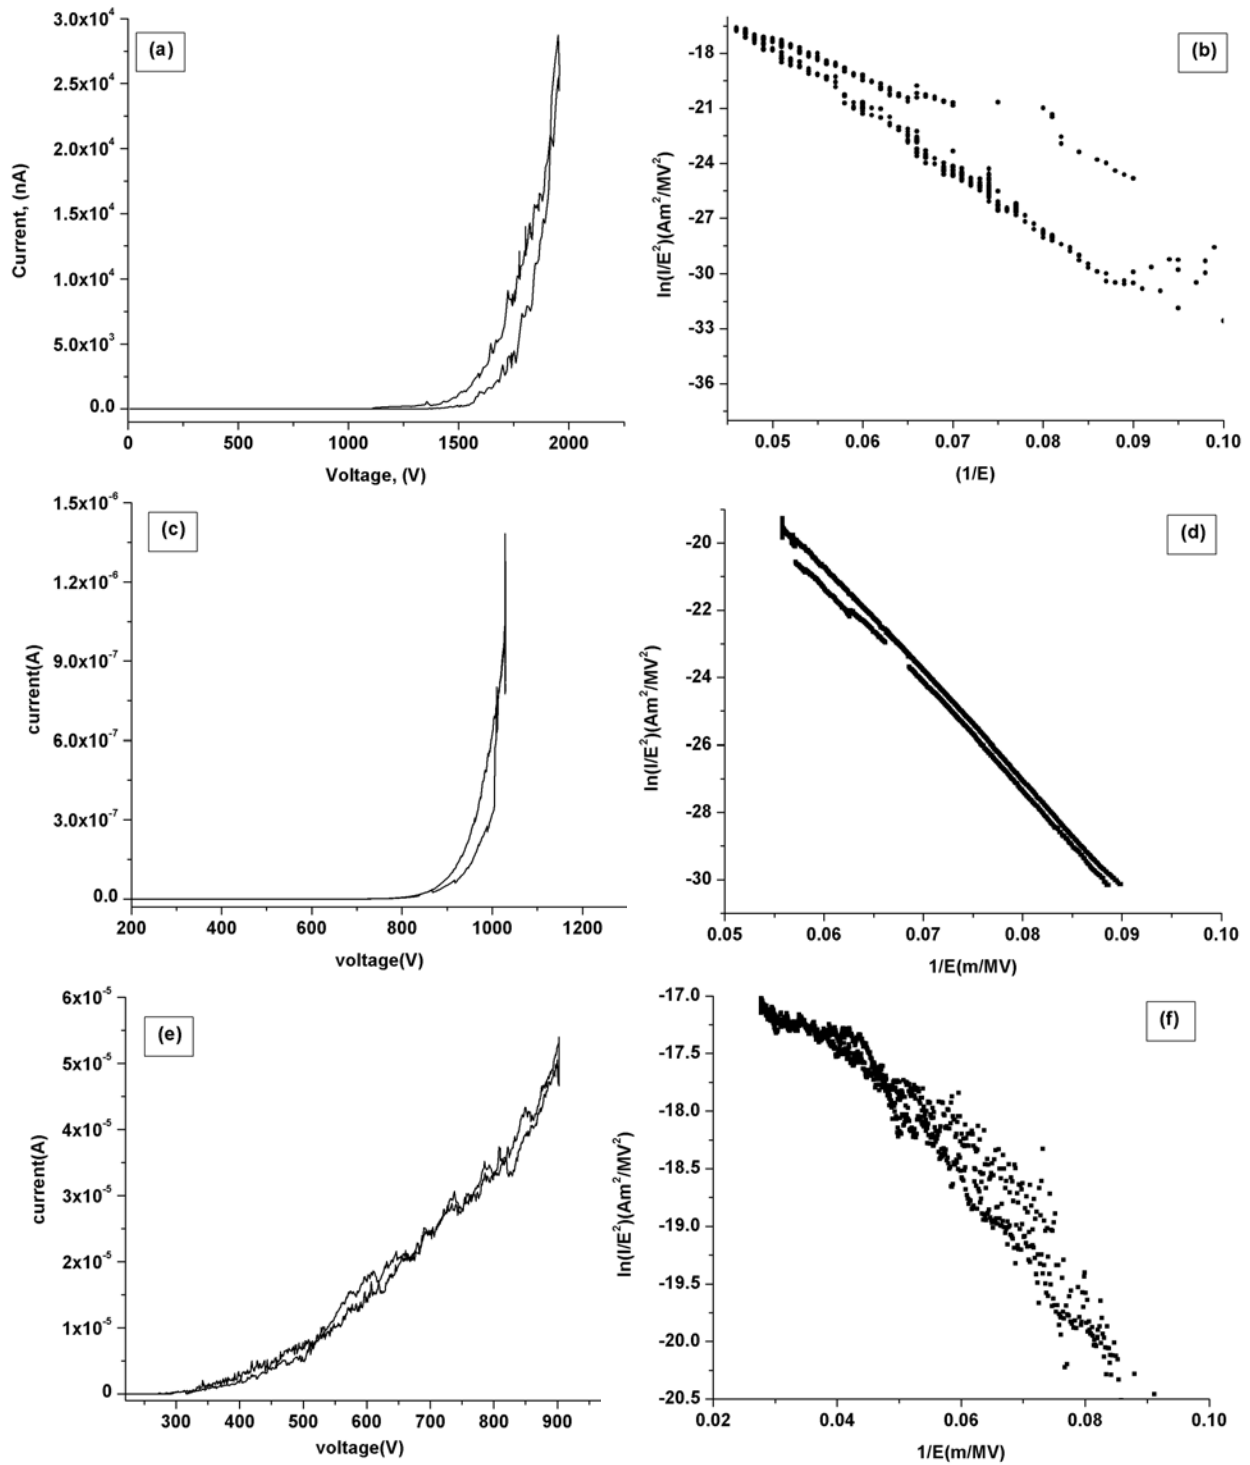 (a)
Current, (nA)
3.0x10⁴
2.5x10⁴
2.0x10⁴
1.5x10⁴
1.0x10⁴
5.0x10³
0.0
0 500 1000 1500 2000
Voltage, (V)
(b)
ln(I/E²)(Am²/MV²)
-18
-21
-24
-27
-30
-33
-36
0.05 0.06 0.07 0.08 0.09 0.10
(1/E)
(c)
current(A)
1.5x10⁻⁶
1.2x10⁻⁶
9.0x10⁻⁷
6.0x10⁻⁷
3.0x10⁻⁷
0.0
200 400 600 800 1000 1200
voltage(V)
(d)
ln(I/E²)(Am²/MV²)
-20
-22
-24
-26
-28
-30
0.05 0.06 0.07 0.08 0.09 0.10
1/E(m/MV)
(e)
current(A)
6x10⁻⁵
5x10⁻⁵
4x10⁻⁵
3x10⁻⁵
2x10⁻⁵
1x10⁻⁵
0
300 400 500 600 700 800 900
voltage(V)
(f)
ln(I/E²)(Am²/MV²)
-17.0
-17.5
-18.0
-18.5
-19.0
-19.5
-20.0
-20.5
0.02 0.04 0.06 0.08 0.10
1/E(m/MV)